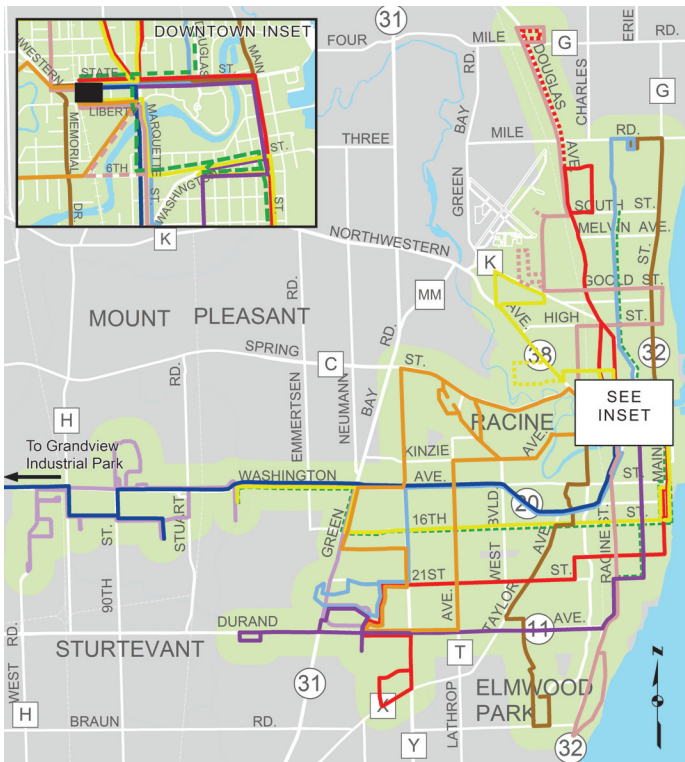 DOWNTOWN INSET
NORTHWESTERN
STATE
ST.
DOUGLAS
MAIN
LIBERTY
MEMORIAL
DR
6TH
MARQUETTE
ST.
WASHINGTON
ST.
ST.
31
FOUR
MILE
RD.
G
ERIE
DOUGLAS
CHARLES
THREE
MILE
RD.
G
GREEN
BAY
RD.
AVE.
SOUTH ST.
MELVIN AVE.
GOOLD ST.
K
NORTHWESTERN
AVE.
K
MM
HIGH
ST.
ST.
MOUNT PLEASANT
RD.
RD.
38
32
SPRING
ST.
C
RD.
EMMERTSEN
NEUMANN
BAY
GREEN
RACINE
SEE
INSET
H
To Grandview
Industrial Park
KINZIE
AVE.
WASHINGTON
AVE.
ST.
MAIN
20
16TH
ST.
STUART
ST.
90TH
BVLD
WEST
AVE
TAYLOR
RACINE ST.
21ST
ST.
DURAND
AVE.
11
AVE.
LATHROP
STURTEVANT
RD.
WEST
T
31
H
BRAUN
RD.
X
Y
ELMWOOD
PARK
32
N